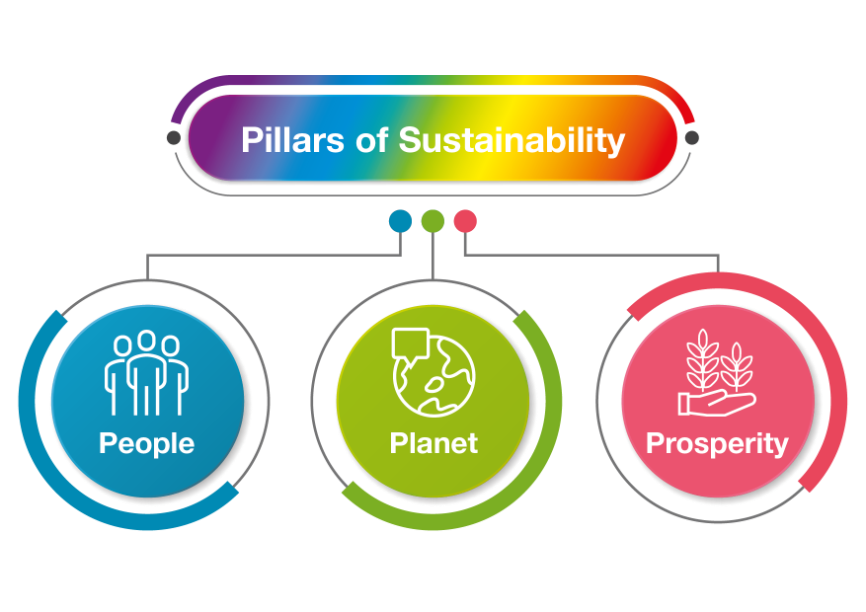 Pillars of Sustainability
People
Planet
Prosperity